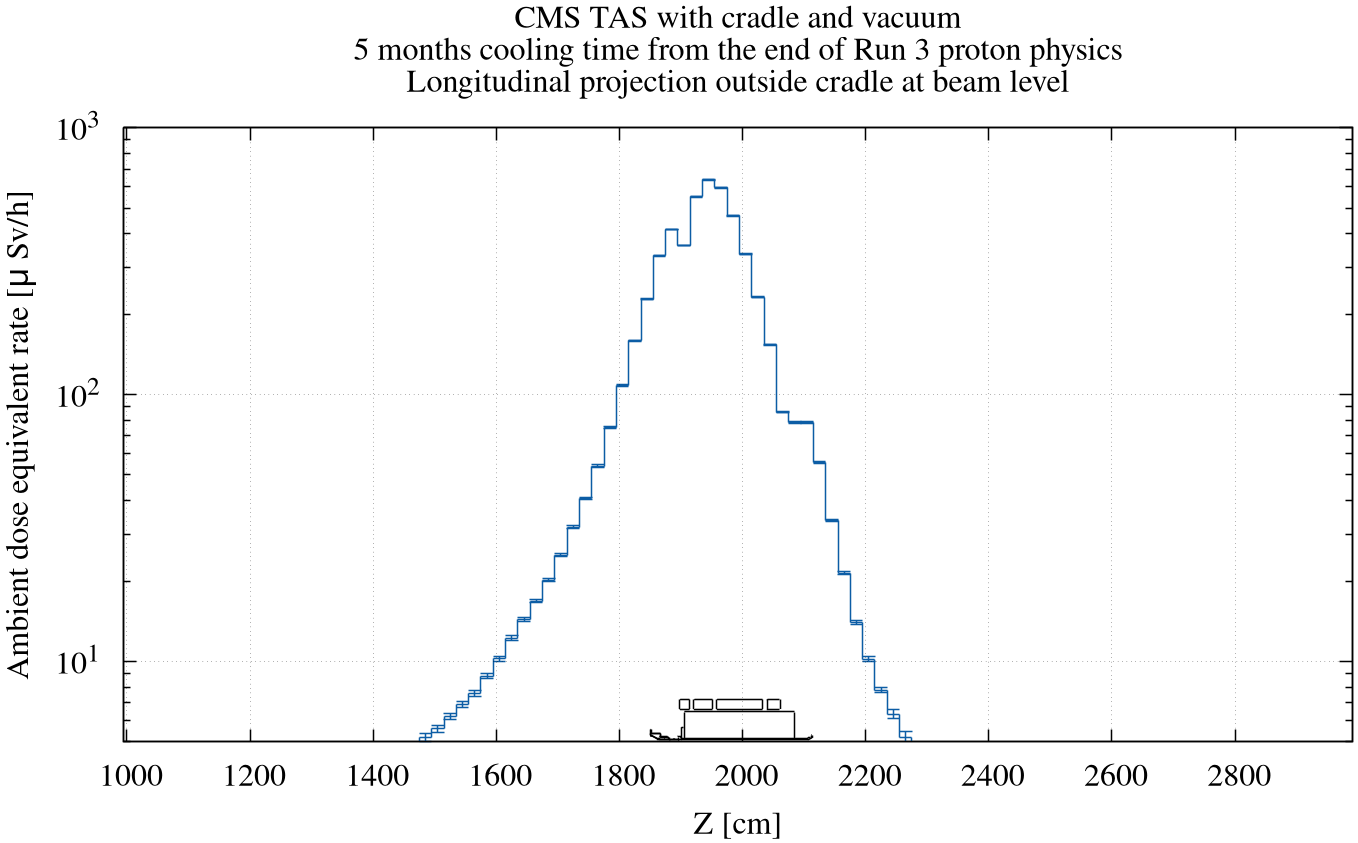 CMS TAS with cradle and vacuum
5 months cooling time from the end of Run 3 proton physics
Longitudinal projection outside cradle at beam level
Ambient dose equivalent rate [μ Sv/h]
10³
10²
10¹
1000 1200 1400 1600 1800 2000 2200 2400 2600 2800
Z [cm]